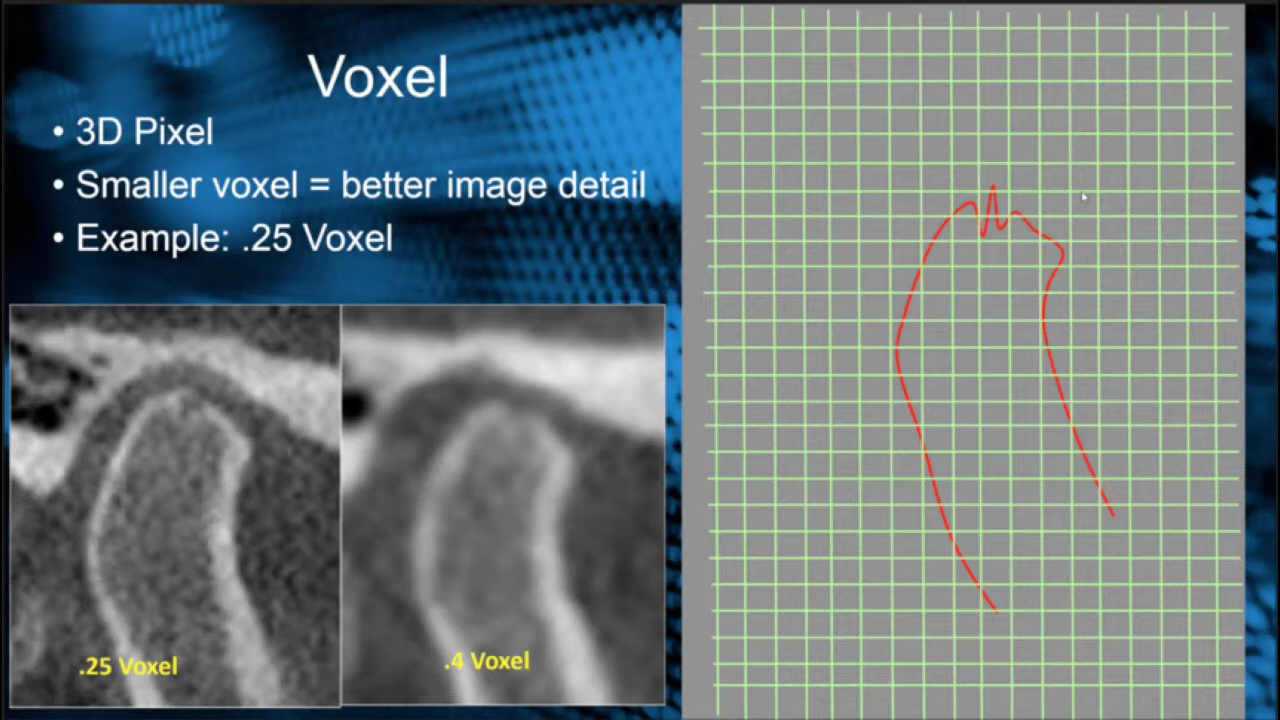 Voxel
• 3D Pixel
• Smaller voxel = better image detail
• Example: .25 Voxel
.25 Voxel
.4 Voxel